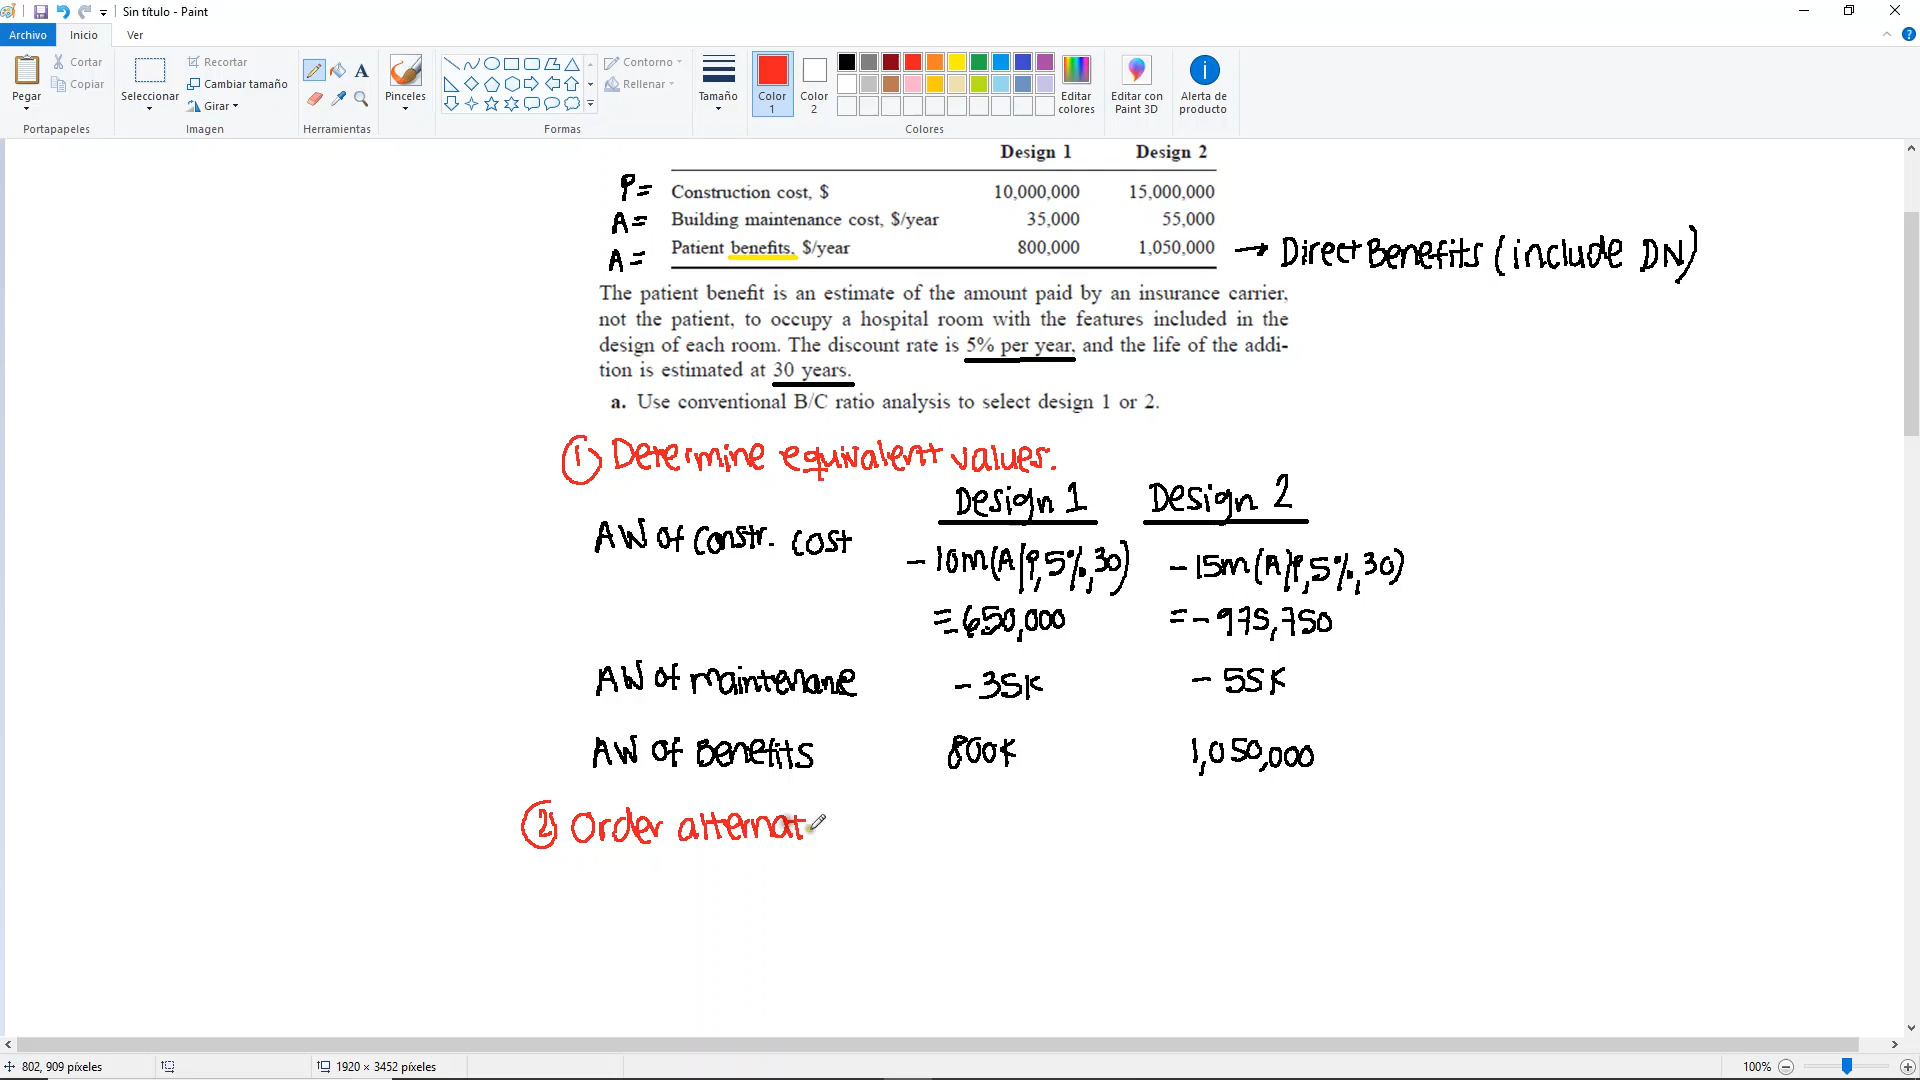 Sin título - Paint
Archivo Inicio Ver
Pegar Cortar Copiar Portapapeles
Seleccionar Recortar Cambiar tamaño Girar Imagen
A Herramientas
Pinceles
Contorno Rellenar Formas
Tamaño
Color 1 Color 2 Editar colores Colores
Editar con Paint 3D
Alerta de producto
Design 1 Design 2
P= Construction cost, $ 10,000,000 15,000,000
A= Building maintenance cost, $/year 35,000 55,000
A= Patient benefits, $/year 800,000 1,050,000 → Direct Benefits (include DN)
The patient benefit is an estimate of the amount paid by an insurance carrier,
not the patient, to occupy a hospital room with the features included in the
design of each room. The discount rate is 5% per year, and the life of the addi-
tion is estimated at 30 years.
a. Use conventional B/C ratio analysis to select design 1 or 2.
① Determine equivalent values.
Design 1 Design 2
AW of constr. cost - 10m(A/P,5%,30) - 15m(A/P,5%,30)
=-650,000 =-975,750
AW of maintenane - 35K - 55K
AW of Benefits 800K 1,050,000
② Order alternat
802, 909 píxeles 1920 × 3452 píxeles 100%